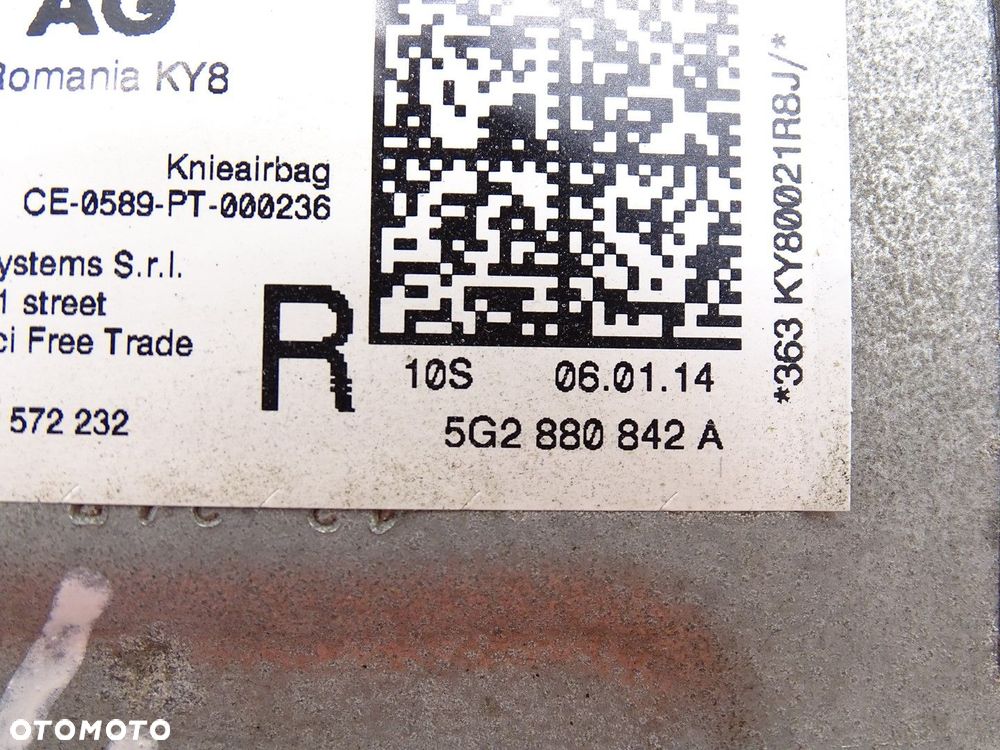 AG
Romania KY8
Knieairbag
CE-0589-PT-000236
ystems S.r.l.
1 street
ci Free Trade
572 232
R
10S 06.01.14
5G2 880 842 A
*363 KY80021R8J/*
OTOMOTO